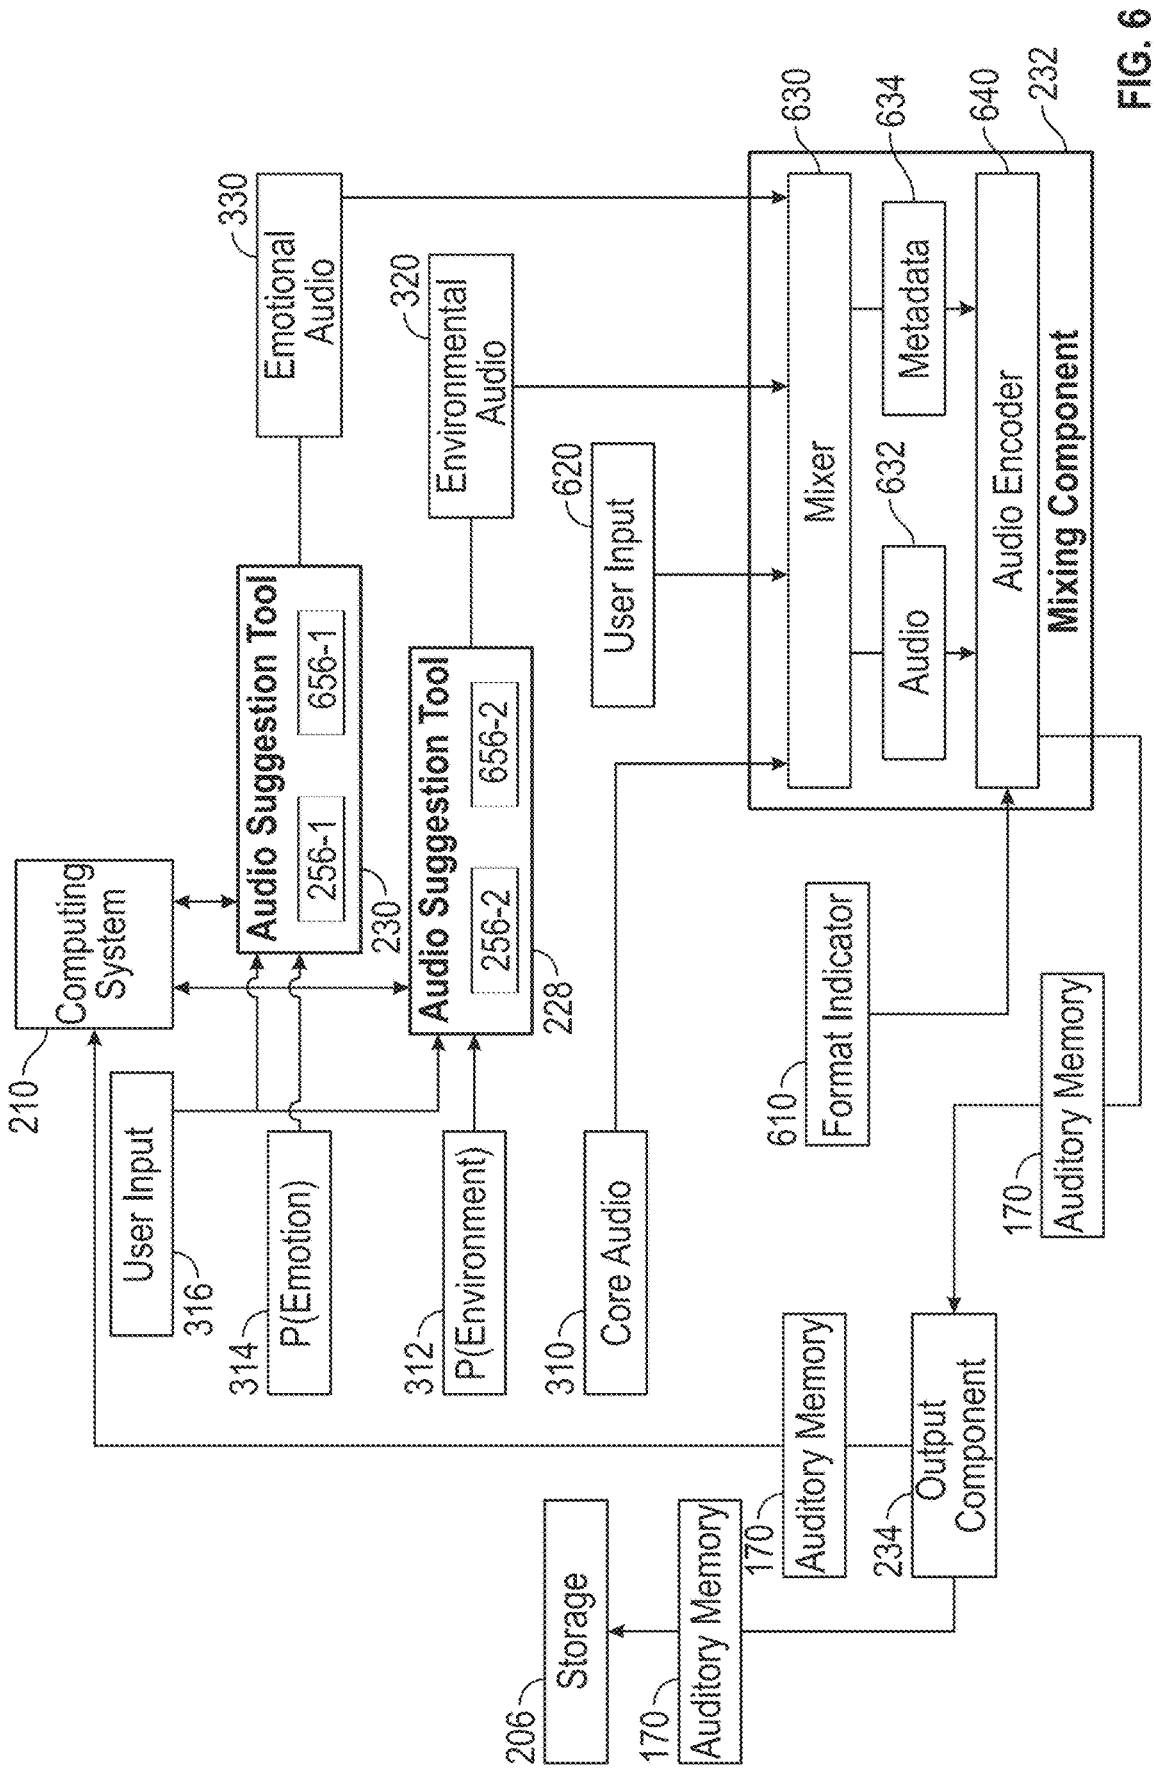 210
Computing
System
User Input
316
Audio Suggestion Tool
256-1
656-1
230
Emotional
Audio
330
P(Emotion)
314
Audio Suggestion Tool
256-2
656-2
228
Environmental
Audio
320
P(Environment)
312
Core Audio
310
User Input
620
Storage
206
Auditory Memory
170
Auditory Memory
170
Output
Component
234
Format Indicator
610
Auditory Memory
170
Mixer
630
Audio
632
Metadata
634
Audio Encoder
640
Mixing Component
232
FIG. 6